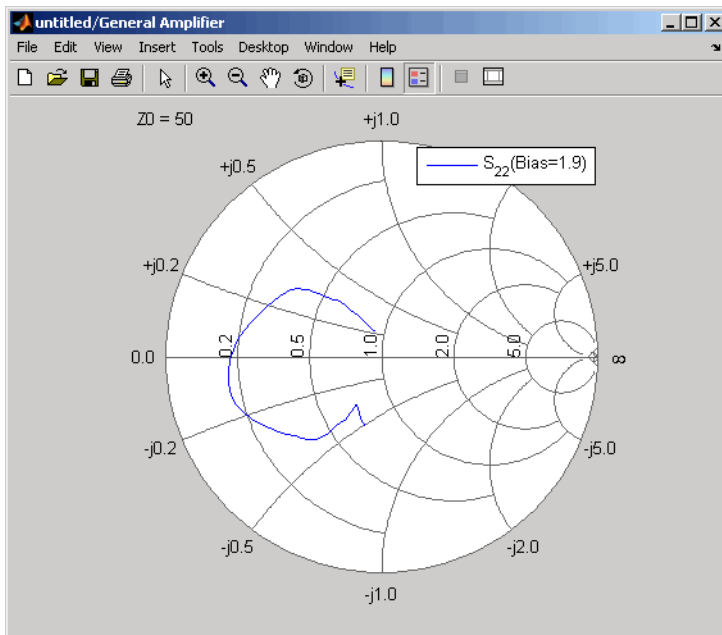 untitled/General Amplifier
File Edit View Insert Tools Desktop Window Help
Z0 = 50
+j1.0
S22(Bias=1.9)
+j0.5
+j0.2
+j5.0
0.0
0.2
0.5
1.0
2.0
5.0
∞
-j0.2
-j5.0
-j0.5
-j2.0
-j1.0